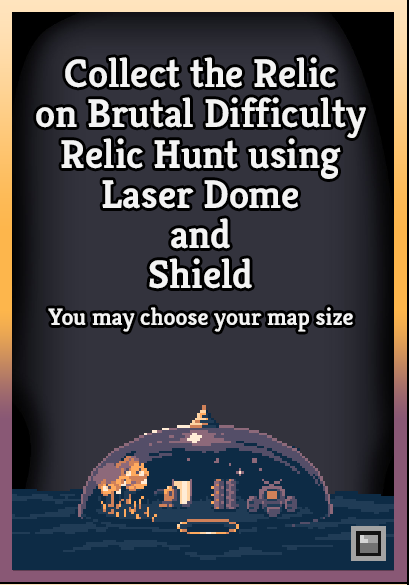 Collect the Relic
on Brutal Difficulty
Relic Hunt using
Laser Dome
and
Shield
You may choose your map size